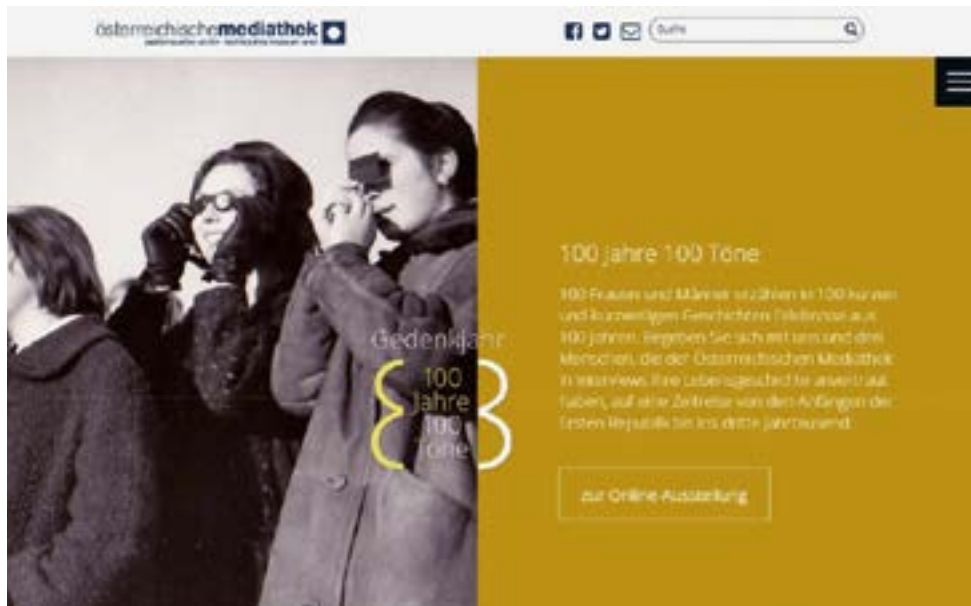 österreichischemediathek
Suche
100 Jahre 100 Töne
100 Frauen und Männer erzählen in 100 kurzen
und kurzweiligen Geschichten Erlebnisse aus
100 Jahren. Begeben Sie sich mit uns und den
Menschen, die der Österreichischen Mediathek
in Interviews ihre Lebensgeschichte anvertraut
haben, auf eine Zeitreise von den Anfängen der
Ersten Republik bis ins dritte Jahrtausend.
zur Online-Ausstellung
Gedenkjahr
100
Jahre
100
Töne